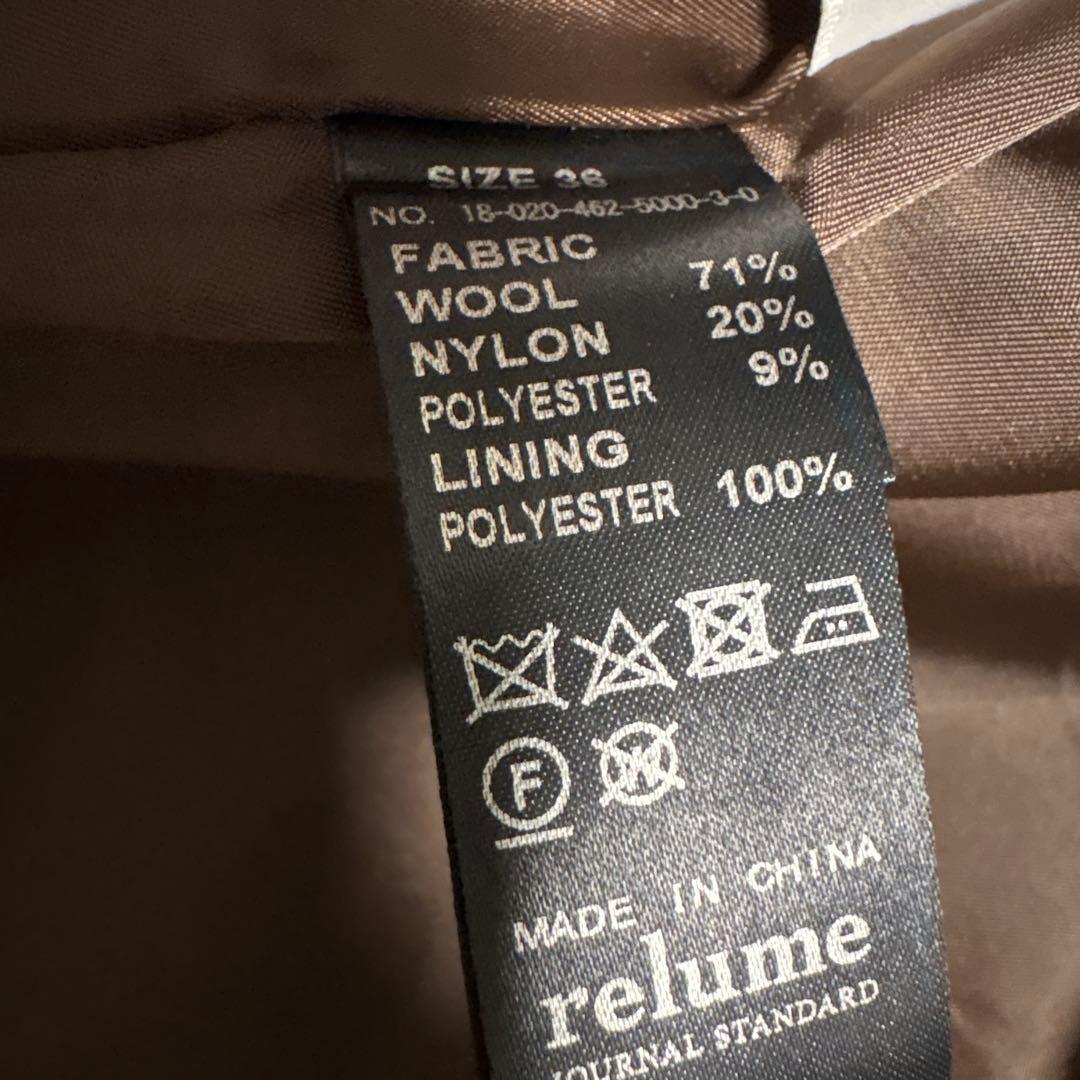 SIZE 36
NO. 18-020-462-5000-3-0
FABRIC
WOOL 71%
NYLON 20%
POLYESTER 9%
LINING
POLYESTER 100%
F W
MADE IN CHINA
relume
JOURNAL STANDARD